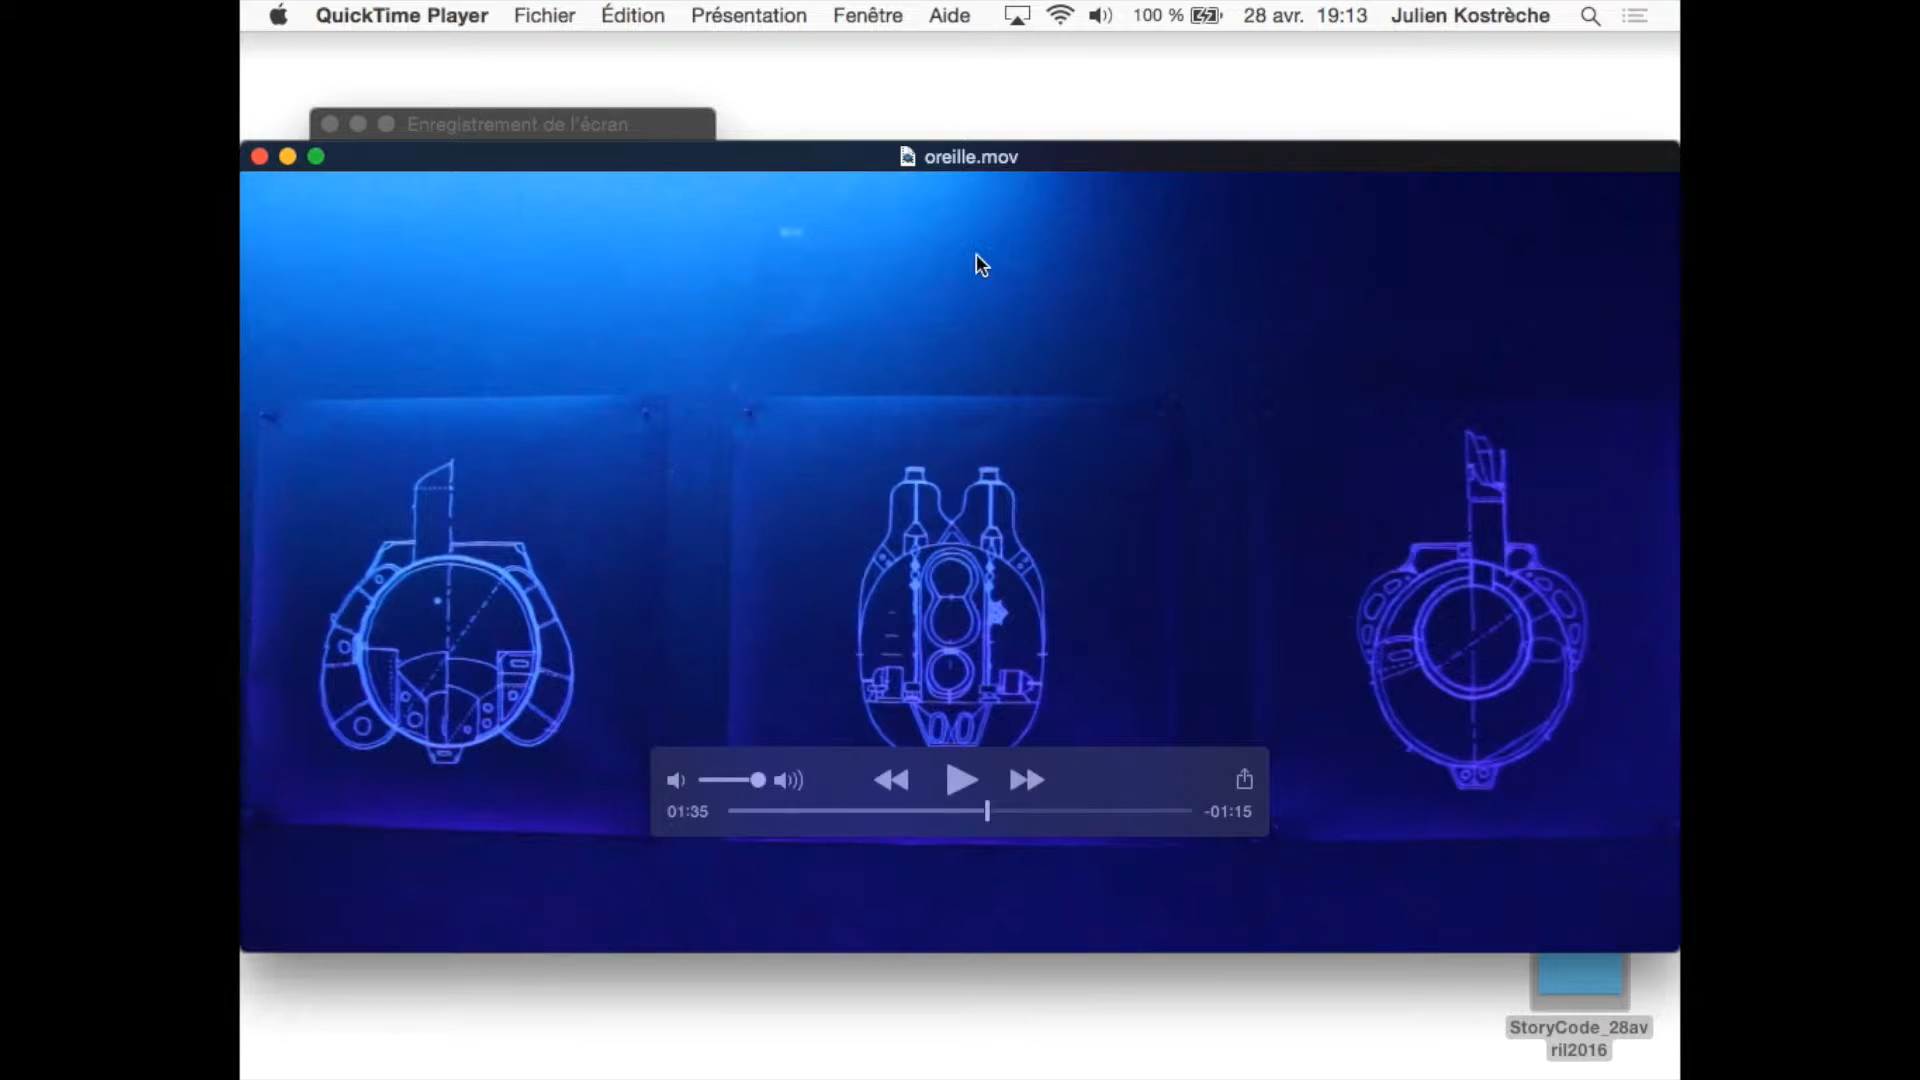 QuickTime Player Fichier Édition Présentation Fenêtre Aide 100 % 28 avr. 19:13 Julien Kostrèche
Enregistrement de l'écran
oreille.mov
01:35 -01:15
StoryCode_28av
ril2016